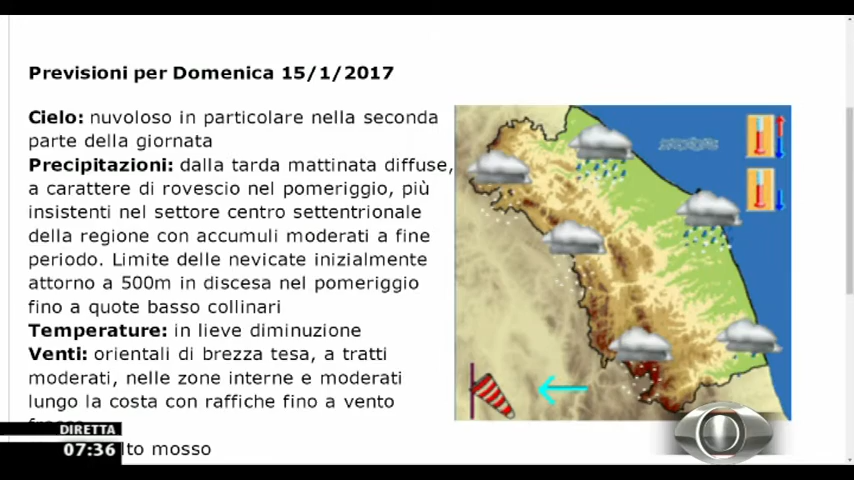 Previsioni per Domenica 15/1/2017
Cielo: nuvoloso in particolare nella seconda
parte della giornata
Precipitazioni: dalla tarda mattinata diffuse,
a carattere di rovescio nel pomeriggio, più
insistenti nel settore centro settentrionale
della regione con accumuli moderati a fine
periodo. Limite delle nevicate inizialmente
attorno a 500m in discesa nel pomeriggio
fino a quote basso collinari
Temperature: in lieve diminuzione
Venti: orientali di brezza tesa, a tratti
moderati, nelle zone interne e moderati
lungo la costa con raffiche fino a vento
DIRETTA
07:36
lto mosso